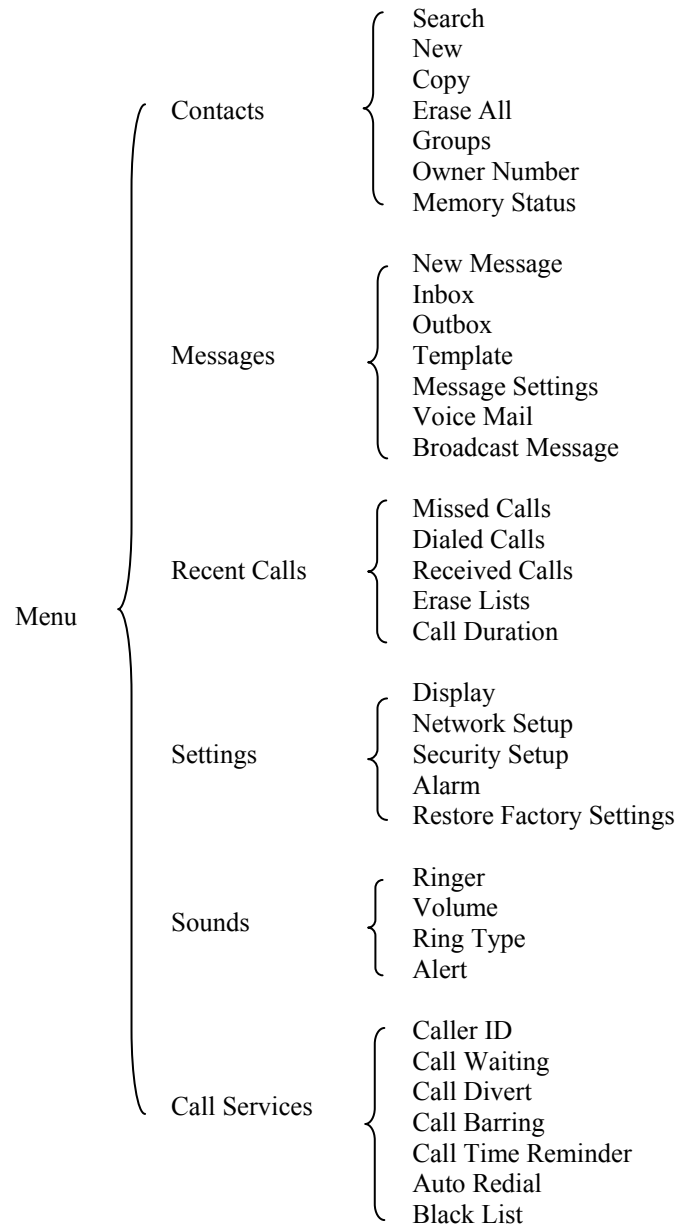 Menu
Contacts
Search
New
Copy
Erase All
Groups
Owner Number
Memory Status
Messages
New Message
Inbox
Outbox
Template
Message Settings
Voice Mail
Broadcast Message
Recent Calls
Missed Calls
Dialed Calls
Received Calls
Erase Lists
Call Duration
Settings
Display
Network Setup
Security Setup
Alarm
Restore Factory Settings
Sounds
Ringer
Volume
Ring Type
Alert
Call Services
Caller ID
Call Waiting
Call Divert
Call Barring
Call Time Reminder
Auto Redial
Black List